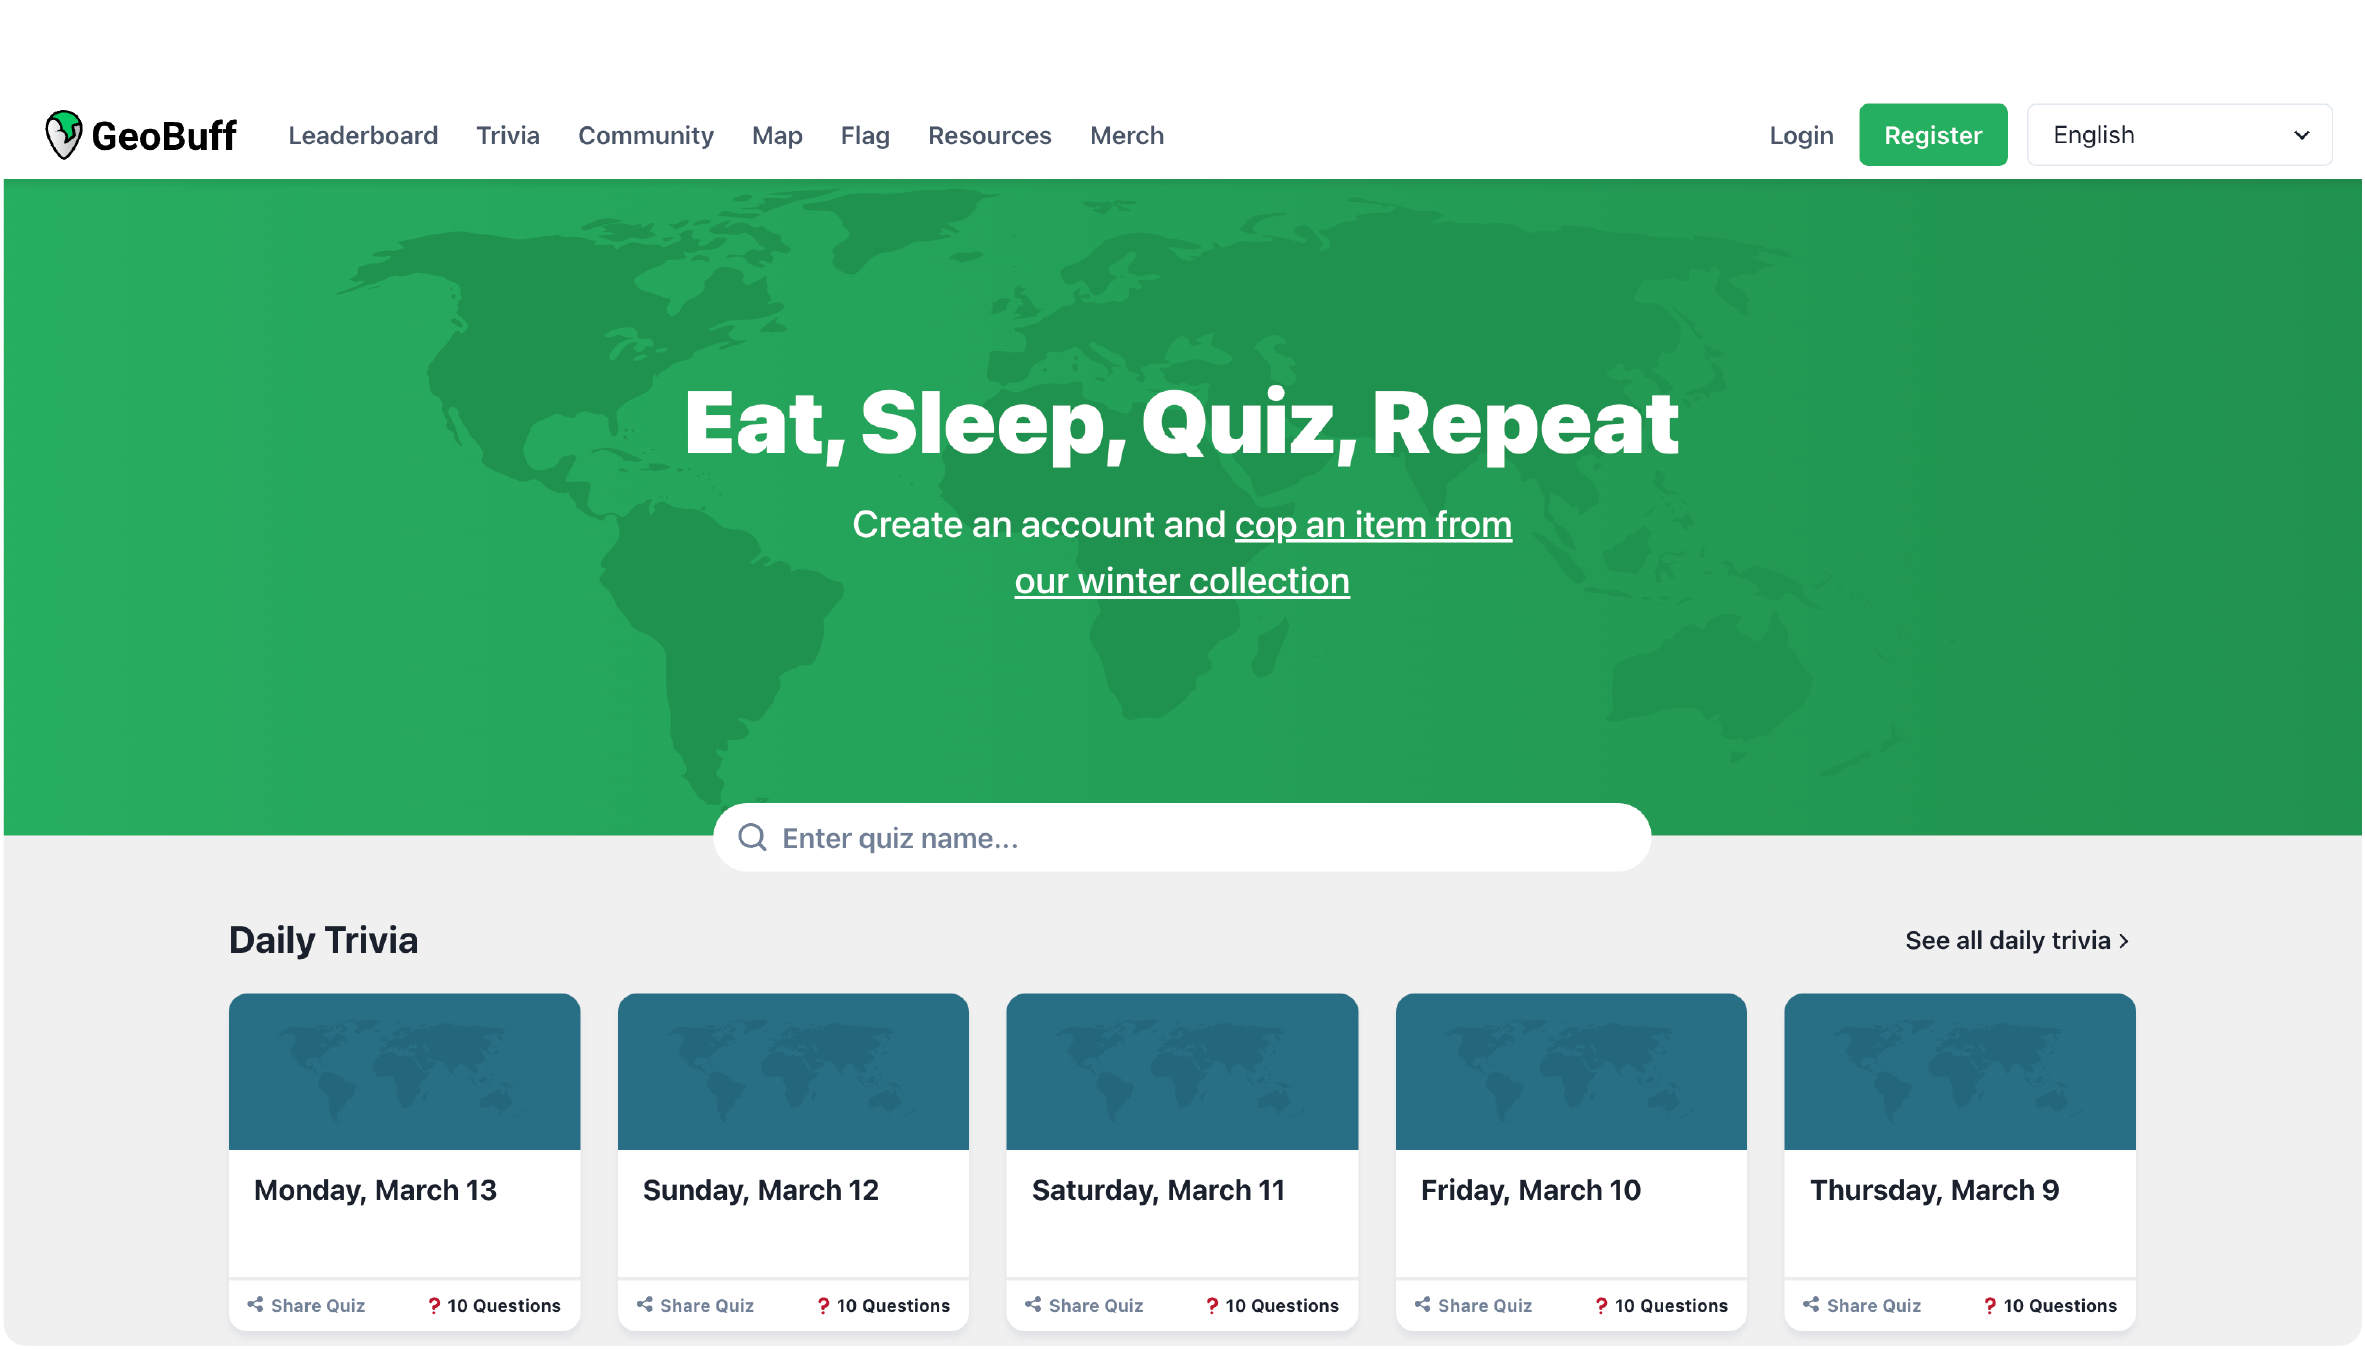 GeoBuff Leaderboard Trivia Community Map Flag Resources Merch Login Register English
Eat, Sleep, Quiz, Repeat
Create an account and cop an item from
our winter collection
Enter quiz name...
Daily Trivia See all daily trivia
Monday, March 13 Sunday, March 12 Saturday, March 11 Friday, March 10 Thursday, March 9
Share Quiz ? 10 Questions Share Quiz ? 10 Questions Share Quiz ? 10 Questions Share Quiz ? 10 Questions Share Quiz ? 10 Questions